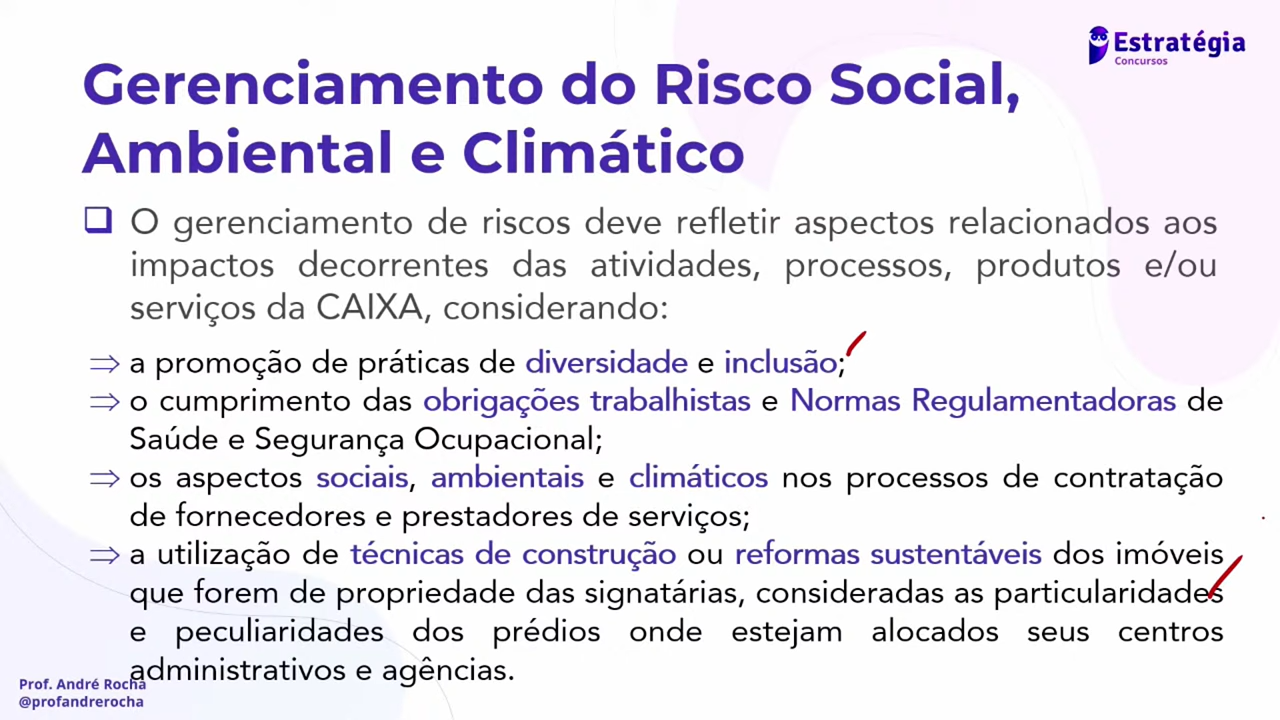 Estratégia
Concursos
Gerenciamento do Risco Social,
Ambiental e Climático
O gerenciamento de riscos deve refletir aspectos relacionados aos
impactos decorrentes das atividades, processos, produtos e/ou
serviços da CAIXA, considerando:
⇒ a promoção de práticas de diversidade e inclusão;
⇒ o cumprimento das obrigações trabalhistas e Normas Regulamentadoras de
Saúde e Segurança Ocupacional;
⇒ os aspectos sociais, ambientais e climáticos nos processos de contratação
de fornecedores e prestadores de serviços;
⇒ a utilização de técnicas de construção ou reformas sustentáveis dos imóveis
que forem de propriedade das signatárias, consideradas as particularidades
e peculiaridades dos prédios onde estejam alocados seus centros
administrativos e agências.
Prof. André Rocha
@profandrerocha